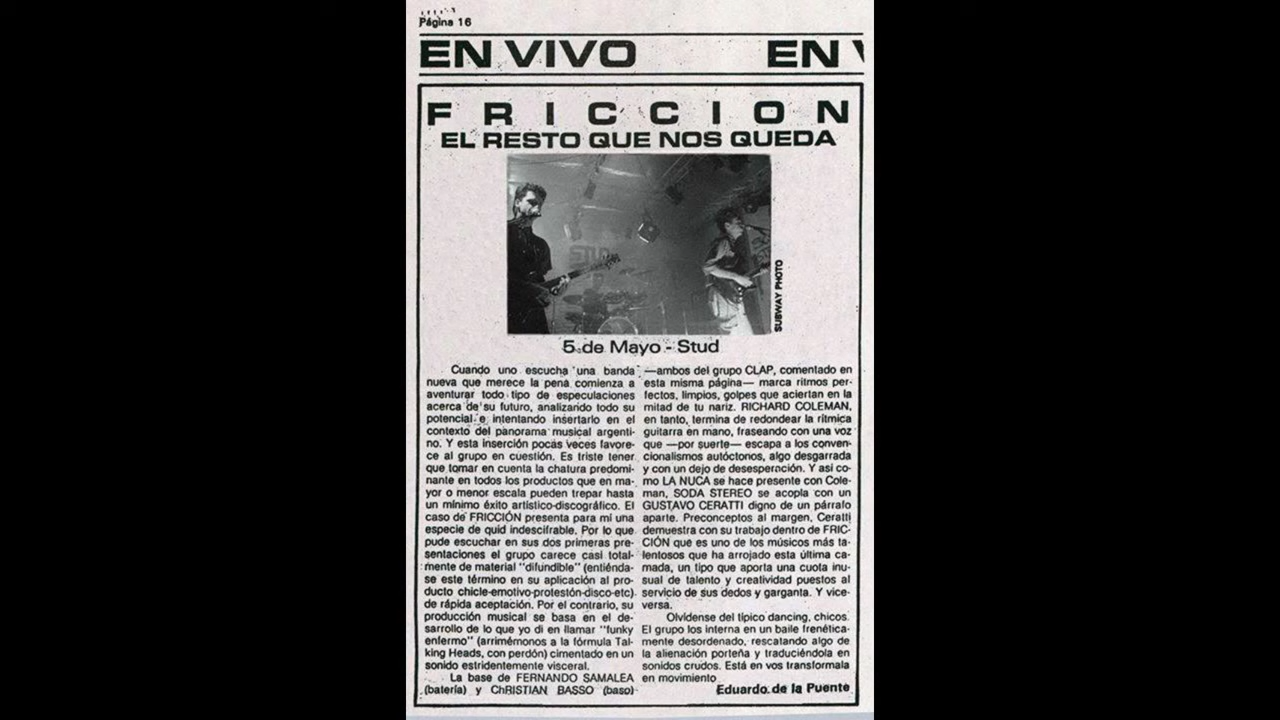 Página 16
EN VIVO EN V
FRICCION
EL RESTO QUE NOS QUEDA
STUD
SUBWAY PHOTO
5 de Mayo - Stud
Cuando uno escucha una banda
nueva que merece la pena comienza a
aventurar todo tipo de especulaciones
acerca de su futuro, analizando todo su
potencial e intentando insertarlo en el
contexto del panorama musical argenti-
no. Y esta inserción pocas veces favore-
ce al grupo en cuestión. Es triste tener
que tomar en cuenta la chatura predomi-
nante en todos los productos que en ma-
yor o menor escala pueden trepar hasta
un mínimo éxito artístico-discográfico. El
caso de FRICCIÓN presenta para mí una
especie de quid indescifrable. Por lo que
pude escuchar en sus dos primeras pre-
sentaciones el grupo carece casi total-
mente de material "difundible" (entiénda-
se este término en su aplicación al pro-
ducto chicle-emotivo-protestón-disco-etc)
de rápida aceptación. Por el contrario, su
producción musical se basa en el de-
sarrollo de lo que yo di en llamar "funky
enfermo" (arrimémonos a la fórmula Tal-
king Heads, con perdón) cimentado en un
sonido estridentemente visceral.
La base de FERNANDO SAMALEA
(batería) y ChRISTIAN BASSO (baso)
—ambos del grupo CLAP, comentado en
esta misma página— marca ritmos per-
fectos, limpios, golpes que aciertan en la
mitad de tu nariz. RICHARD COLEMAN,
en tanto, termina de redondear la rítmica
guitarra en mano, fraseando con una voz
que —por suerte— escapa a los conven-
cionalismos autóctonos, algo desgarrada
y con un dejo de desesperación. Y asi co-
mo LA NUCA se hace presente con Cole-
man, SODA STEREO se acopla con un
GUSTAVO CERATTI digno de un párrafo
aparte. Preconceptos al margen, Ceratti
demuestra con su trabajo dentro de FRIC-
CIÓN que es uno de los músicos más ta-
lentosos que ha arrojado esta última ca-
mada, un tipo que aporta una cuota inu-
sual de talento y creatividad puestos al
servicio de sus dedos y garganta. Y vice-
versa.
Olvídense del típico dancing, chicos.
El grupo los interna en un baile frenética-
mente desordenado, rescatando algo de
la alienación porteña y traduciéndola en
sonidos crudos. Está en vos transformala
en movimiento
Eduardo de la Puente